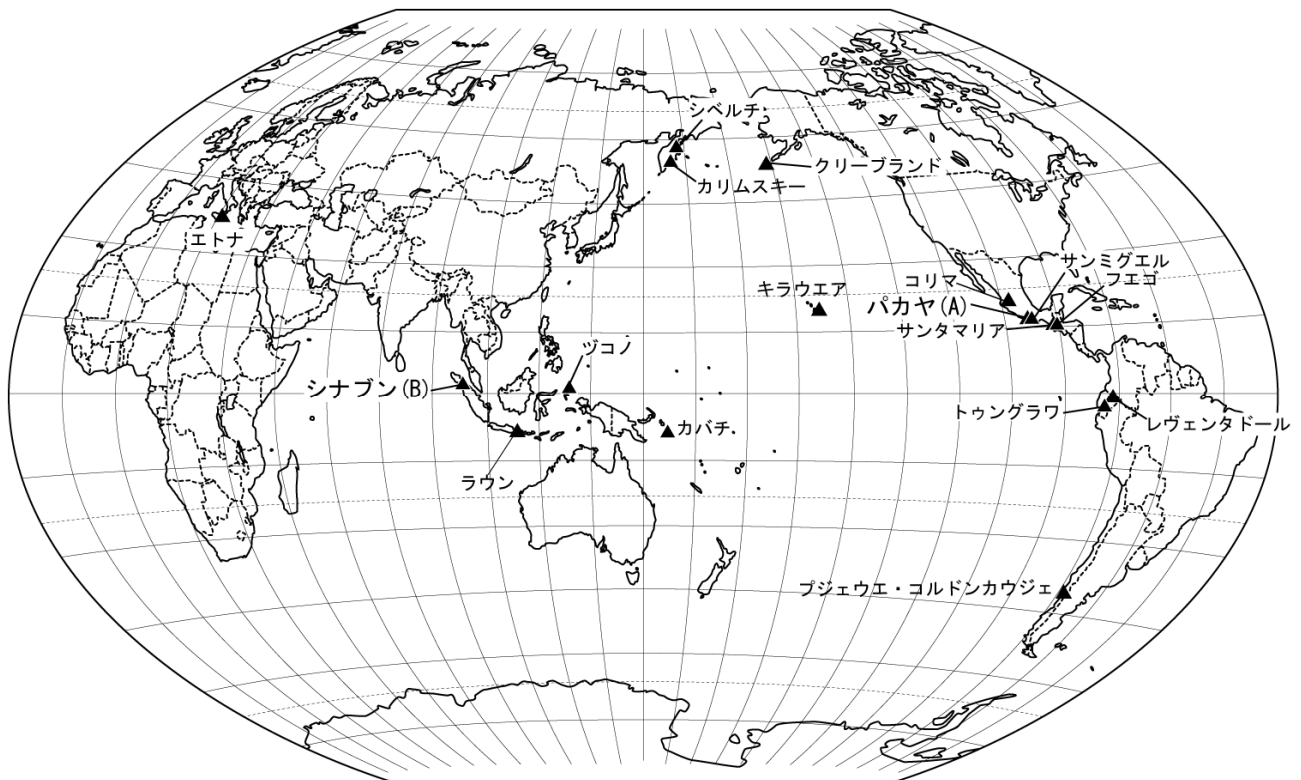 シベルチ
クリーブランド
カリムスキー
エトナ
サンミグエル
コリマ
フエゴ
キラウエア
パカヤ(A)
サンタマリア
ヅコノ
シナブン(B)
トゥングラワ
レヴェンタドール
カバチ
ラウン
プジェウエ・コルドンカウジェ